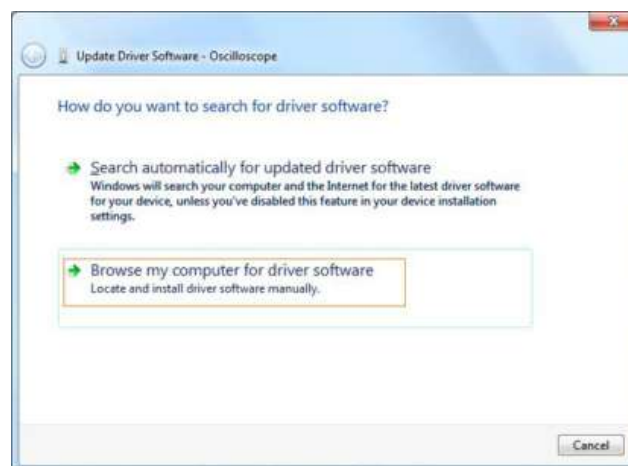 Update Driver Software - Oscilloscope
How do you want to search for driver software?
Search automatically for updated driver software
Windows will search your computer and the Internet for the latest driver software
for your device, unless you've disabled this feature in your device installation
settings.
Browse my computer for driver software
Locate and install driver software manually.
Cancel